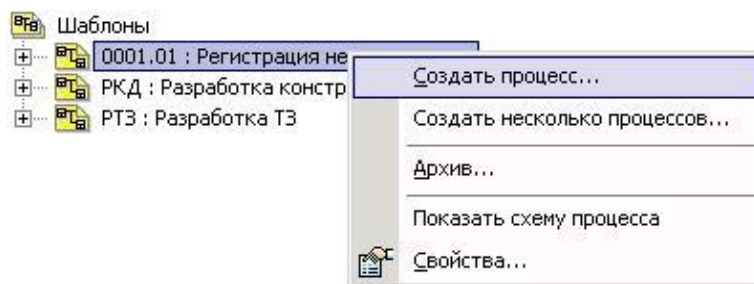 Шаблоны
0001.01 : Регистрация не
РКД : Разработка констр
РТЗ : Разработка ТЗ
Создать процесс...
Создать несколько процессов...
Архив...
Показать схему процесса
Свойства...